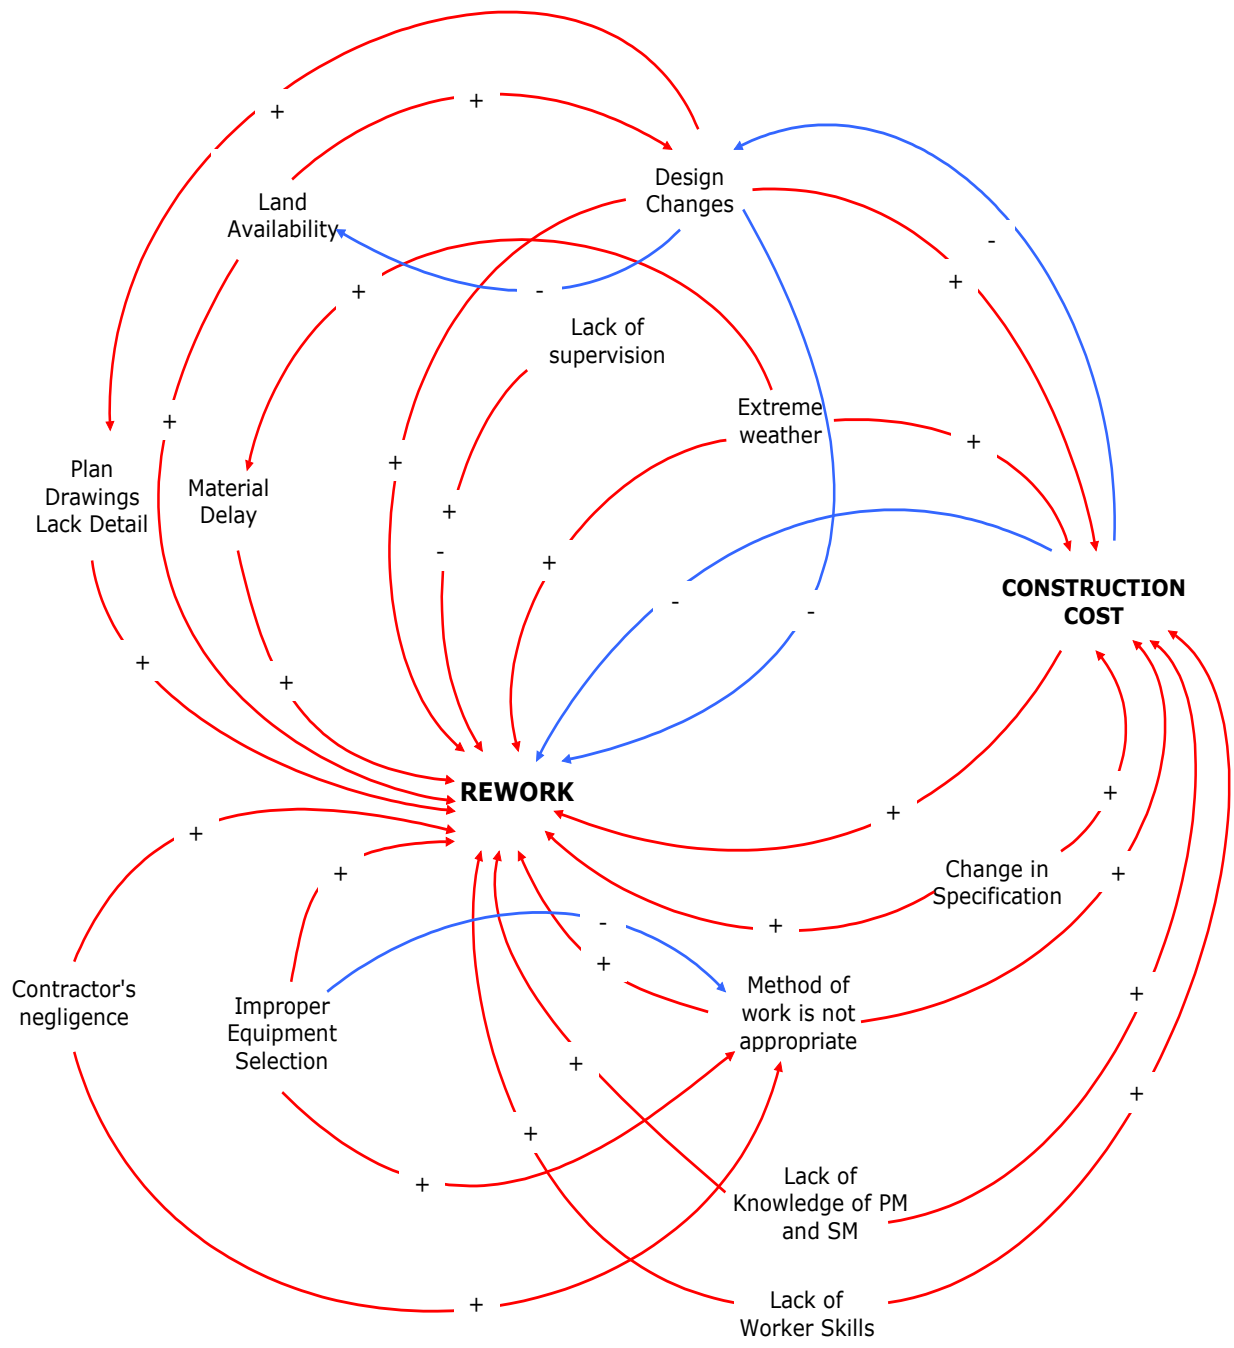 +
+
Design
Changes
Land
Availability
-
+
+
-
Lack of
supervision
Extreme
weather
+
+
+
Plan
Drawings
Lack Detail
Material
Delay
+
-
+
CONSTRUCTION
COST
-
-
+
+
REWORK
+
+
+
+
Change in
Specification
+
-
+
+
Contractor's
negligence
Improper
Equipment
Selection
Method of
work is not
appropriate
+
+
+
+
+
Lack of
Knowledge of PM
and SM
+
Lack of
Worker Skills